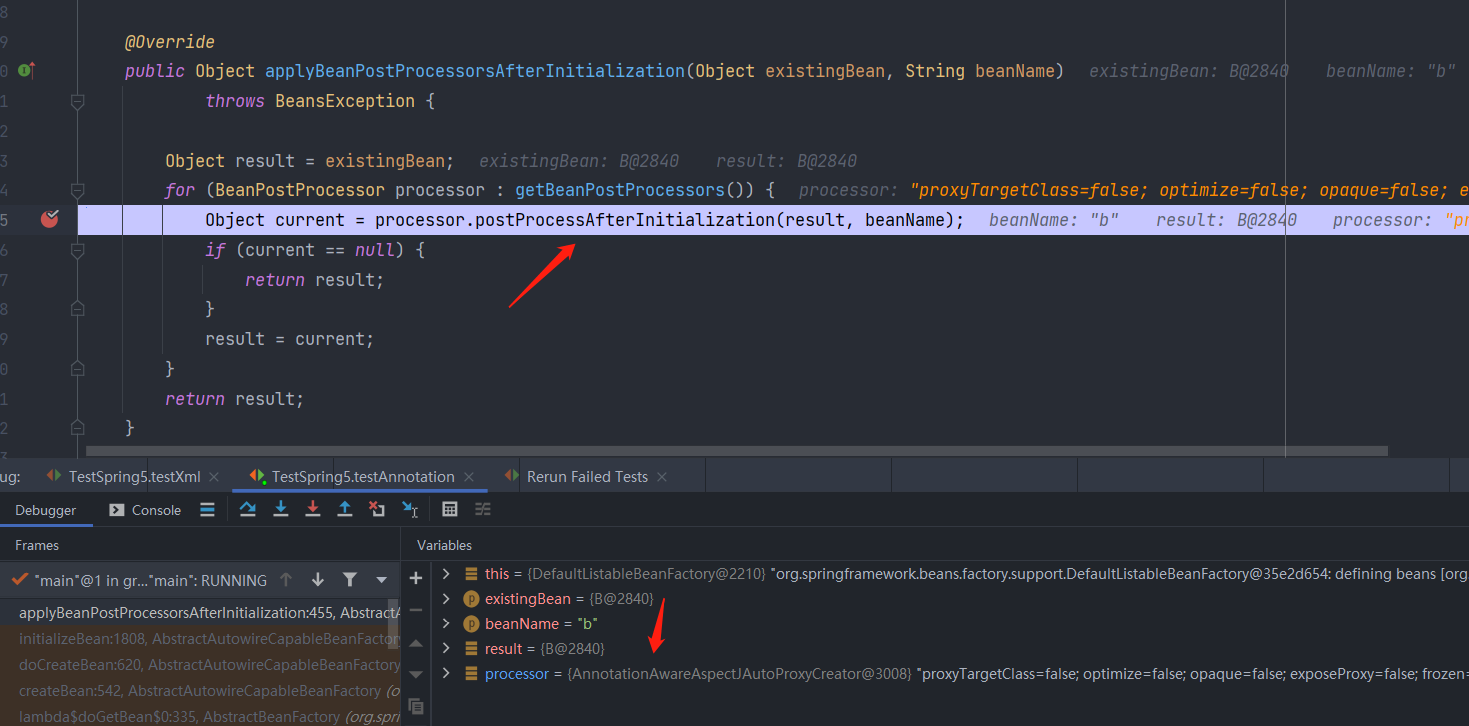 8
9
@Override
0 public Object applyBeanPostProcessorsAfterInitialization(Object existingBean, String beanName) existingBean: B@2840 beanName: "b"
1 throws BeansException {
2
3 Object result = existingBean; existingBean: B@2840 result: B@2840
4 for (BeanPostProcessor processor : getBeanPostProcessors()) { processor: "proxyTargetClass=false; optimize=false; opaque=false; e
5 Object current = processor.postProcessAfterInitialization(result, beanName); beanName: "b" result: B@2840 processor: "pr
6 if (current == null) {
7 return result;
8 }
9 result = current;
0 }
1 return result;
2 }
3
ug: TestSpring5.testXml TestSpring5.testAnnotation Rerun Failed Tests
Debugger Console
Frames Variables
"main"@1 in gr..."main": RUNNING
applyBeanPostProcessorsAfterInitialization:455, AbstractA
initializeBean:1808, AbstractAutowireCapableBeanFactory
doCreateBean:620, AbstractAutowireCapableBeanFactory
createBean:542, AbstractAutowireCapableBeanFactory (o
lambda$doGetBean$0:335, AbstractBeanFactory (org.spri
this = {DefaultListableBeanFactory@2210} "org.springframework.beans.factory.support.DefaultListableBeanFactory@35e2d654: defining beans [org
existingBean = {B@2840}
beanName = "b"
result = {B@2840}
processor = {AnnotationAwareAspectJAutoProxyCreator@3008} "proxyTargetClass=false; optimize=false; opaque=false; exposeProxy=false; frozen=